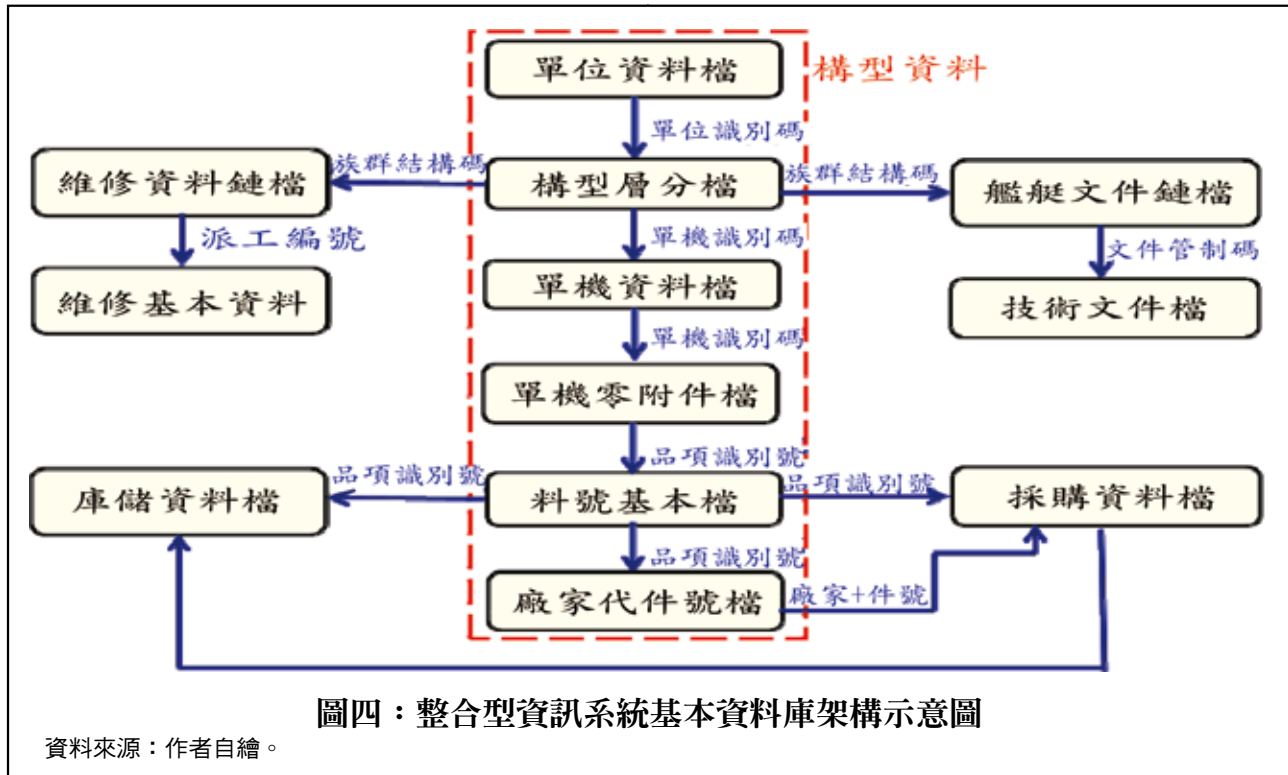 單位資料檔
構型資料
單位識別碼
維修資料鏈檔
族群結構碼
構型層分檔
族群結構碼
艦艇文件鏈檔
派工編號
單機識別碼
文件管制碼
維修基本資料
單機資料檔
技術文件檔
單機識別碼
單機零附件檔
品項識別號
庫儲資料檔
品項識別號
料號基本檔
品項識別號
採購資料檔
品項識別號
廠家代件號檔
廠家+件號
圖四：整合型資訊系統基本資料庫架構示意圖
資料來源：作者自繪。